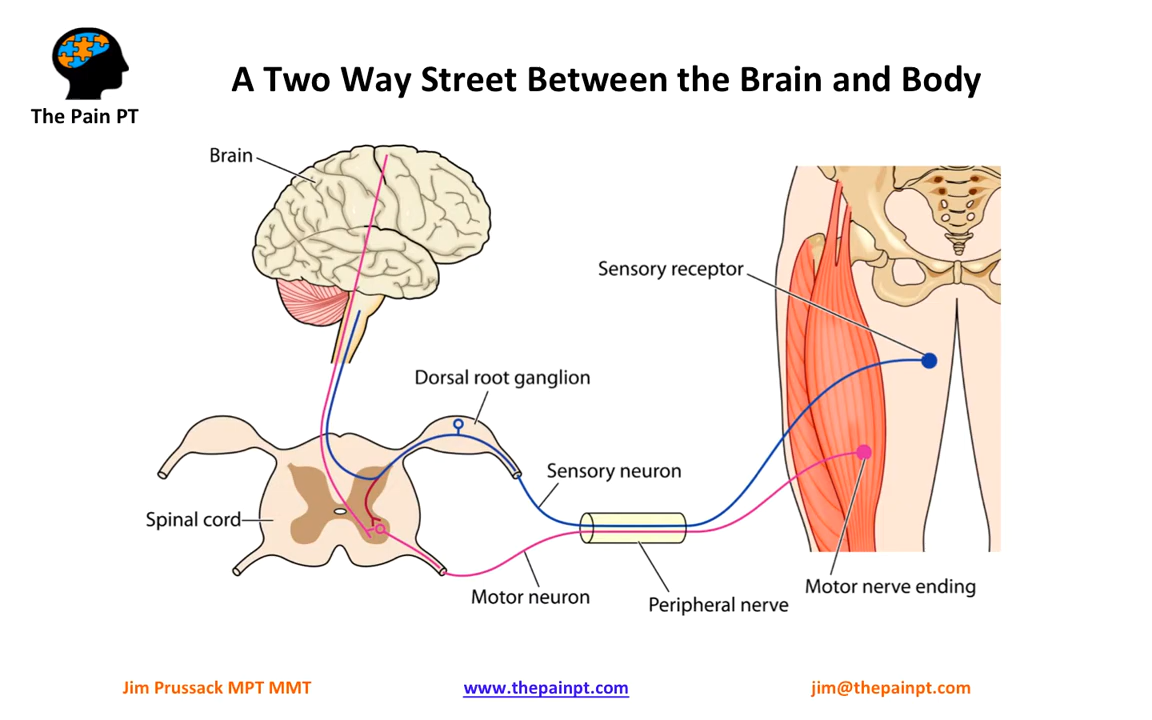 The Pain PT
A Two Way Street Between the Brain and Body
Brain
Sensory receptor
Dorsal root ganglion
Sensory neuron
Spinal cord
Motor neuron
Peripheral nerve
Motor nerve ending
Jim Prussack MPT MMT
www.thepainpt.com
jim@thepainpt.com